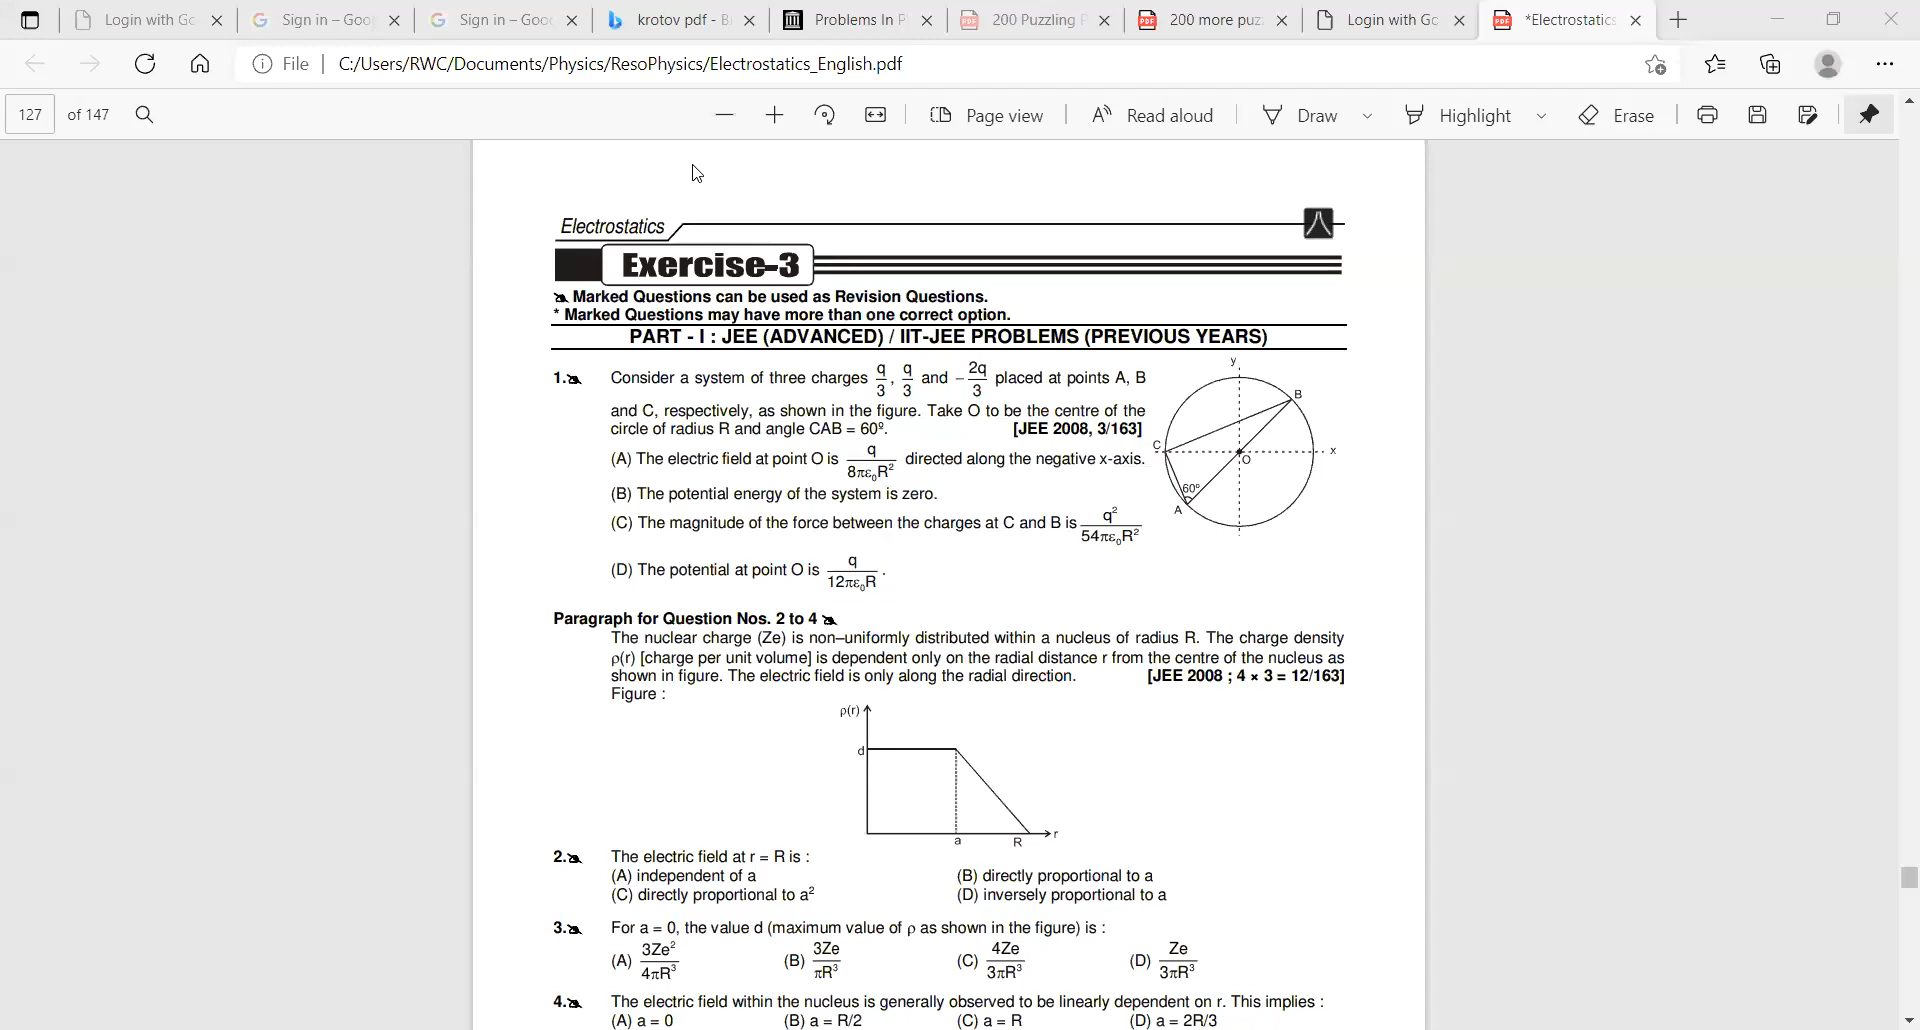 Login with Go
Sign in – Goo
Sign in – Goo
krotov pdf - B
Problems In P
200 Puzzling P
200 more puz
Login with Go
*Electrostatics
File
C:/Users/RWC/Documents/Physics/ResoPhysics/Electrostatics_English.pdf
127 of 147
Page view
Read aloud
Draw
Highlight
Erase
Electrostatics
Exercise-3
Marked Questions can be used as Revision Questions.
* Marked Questions may have more than one correct option.
PART - I : JEE (ADVANCED) / IIT-JEE PROBLEMS (PREVIOUS YEARS)
1. Consider a system of three charges q/3, q/3 and – 2q/3 placed at points A, B
and C, respectively, as shown in the figure. Take O to be the centre of the
circle of radius R and angle CAB = 60º. [JEE 2008, 3/163]
(A) The electric field at point O is q/8πε₀R² directed along the negative x-axis.
(B) The potential energy of the system is zero.
(C) The magnitude of the force between the charges at C and B is q²/54πε₀R²
(D) The potential at point O is q/12πε₀R .
y
B
C
x
O
60º
A
Paragraph for Question Nos. 2 to 4
The nuclear charge (Ze) is non–uniformly distributed within a nucleus of radius R. The charge density
ρ(r) [charge per unit volume] is dependent only on the radial distance r from the centre of the nucleus as
shown in figure. The electric field is only along the radial direction. [JEE 2008 ; 4 × 3 = 12/163]
Figure :
ρ(r)
d
a
R
r
2. The electric field at r = R is :
(A) independent of a (B) directly proportional to a
(C) directly proportional to a² (D) inversely proportional to a
3. For a = 0, the value d (maximum value of ρ as shown in the figure) is :
(A) 3Ze²/4πR³ (B) 3Ze/πR³ (C) 4Ze/3πR³ (D) Ze/3πR³
4. The electric field within the nucleus is generally observed to be linearly dependent on r. This implies :
(A) a = 0 (B) a = R/2 (C) a = R (D) a = 2R/3